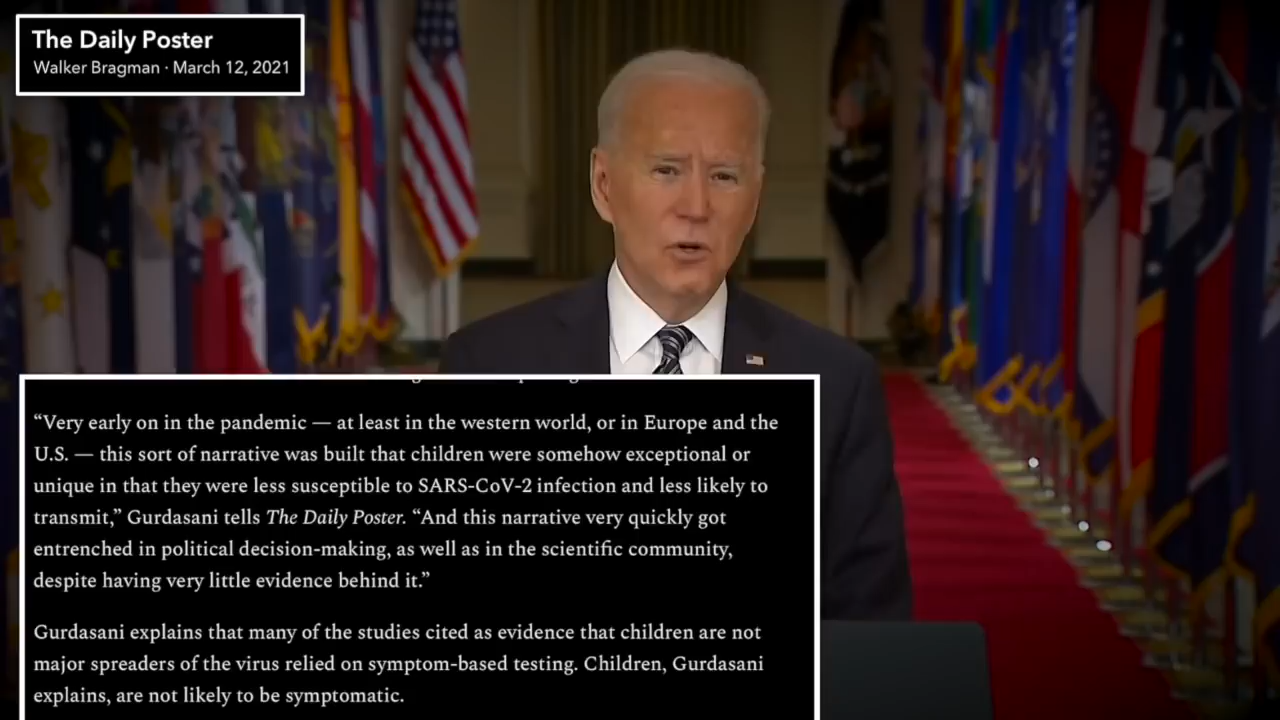 The Daily Poster
Walker Bragman · March 12, 2021
“Very early on in the pandemic — at least in the western world, or in Europe and the
U.S. — this sort of narrative was built that children were somehow exceptional or
unique in that they were less susceptible to SARS-CoV-2 infection and less likely to
transmit,” Gurdasani tells The Daily Poster. “And this narrative very quickly got
entrenched in political decision-making, as well as in the scientific community,
despite having very little evidence behind it.”
Gurdasani explains that many of the studies cited as evidence that children are not
major spreaders of the virus relied on symptom-based testing. Children, Gurdasani
explains, are not likely to be symptomatic.